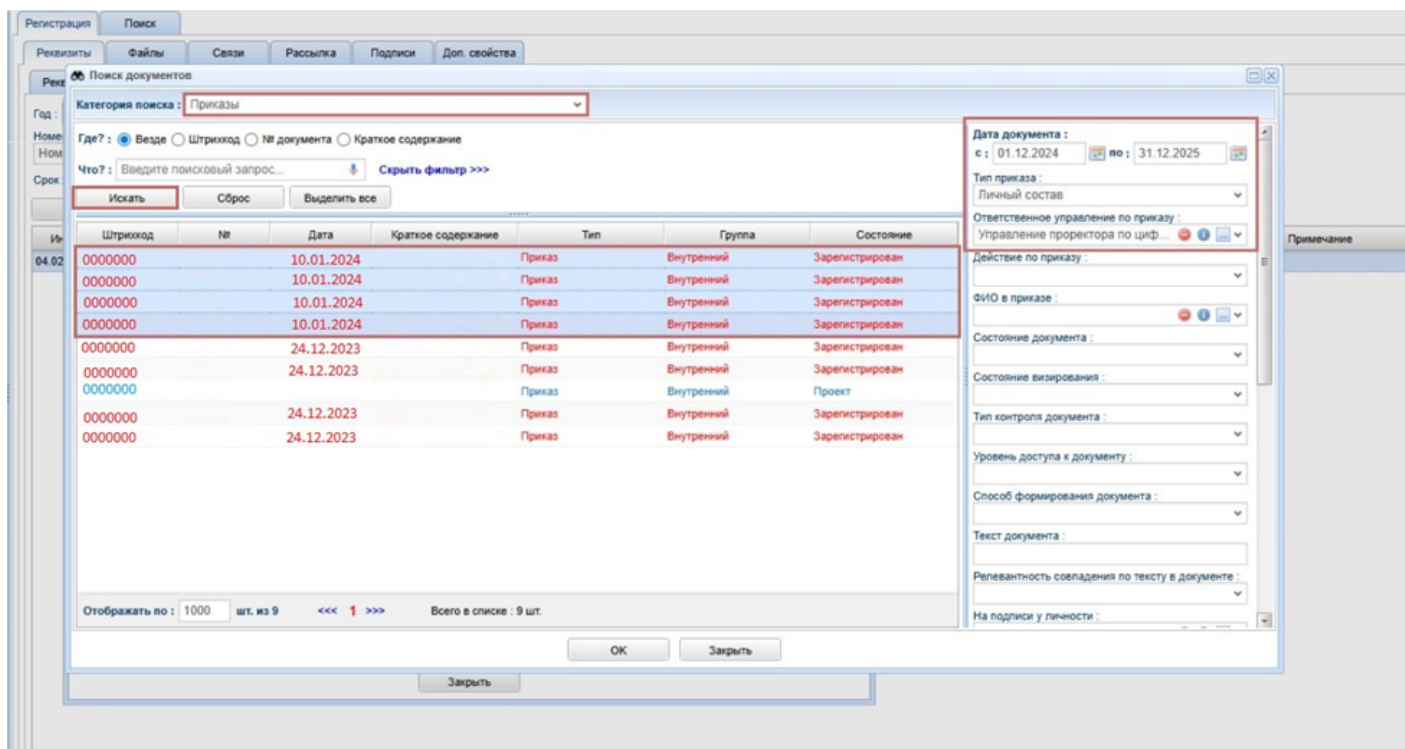 Регистрация Поиск
Реквизиты Файлы Связи Рассылка Подписи Доп. свойства
Поиск документов
Категория поиска : Приказы
Год :
Где? : Везде Штрихкод № документа Краткое содержание
Что? : Введите поисковый запрос... Скрыть фильтр >>>
Срок
Искать Сброс Выделить все
Штрихкод № Дата Краткое содержание Тип Группа Состояние
04.02
0000000 10.01.2024 Приказ Внутренний Зарегистрирован
0000000 10.01.2024 Приказ Внутренний Зарегистрирован
0000000 10.01.2024 Приказ Внутренний Зарегистрирован
0000000 10.01.2024 Приказ Внутренний Зарегистрирован
0000000 24.12.2023 Приказ Внутренний Зарегистрирован
0000000 24.12.2023 Приказ Внутренний Зарегистрирован
0000000 Приказ Внутренний Проект
0000000 24.12.2023 Приказ Внутренний Зарегистрирован
0000000 24.12.2023 Приказ Внутренний Зарегистрирован
Отображать по : 1000 шт. из 9 <<< 1 >>> Всего в списке : 9 шт.
Дата документа :
с : 01.12.2024 по : 31.12.2025
Тип приказа :
Личный состав
Ответственное управление по приказу :
Управление проректора по циф...
Действие по приказу :
ФИО в приказе :
Состояние документа :
Состояние визирования :
Тип контроля документа :
Уровень доступа к документу :
Способ формирования документа :
Текст документа :
Релевантность совпадения по тексту в документе :
На подписи у личности :
Примечание
ОК Закрыть
Закрыть